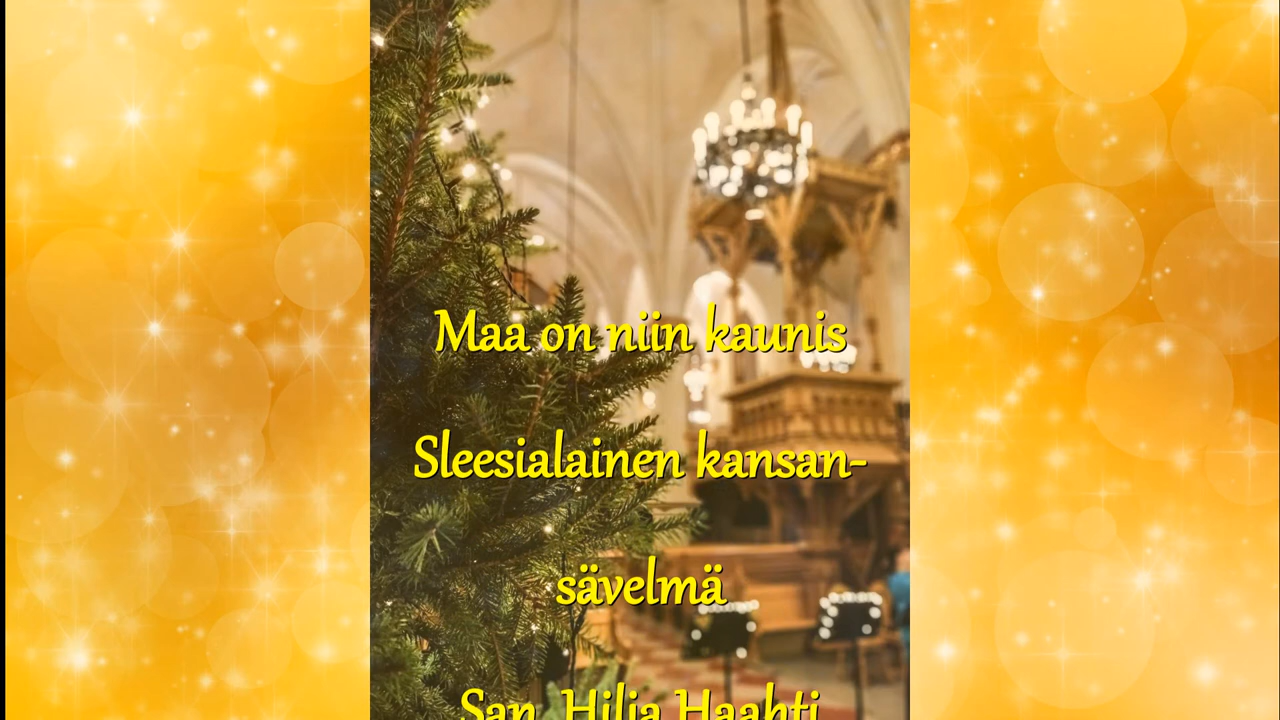 Maa on niin kaunis
Sleesialainen kansan-
sävelmä
San. Hilja Haahti